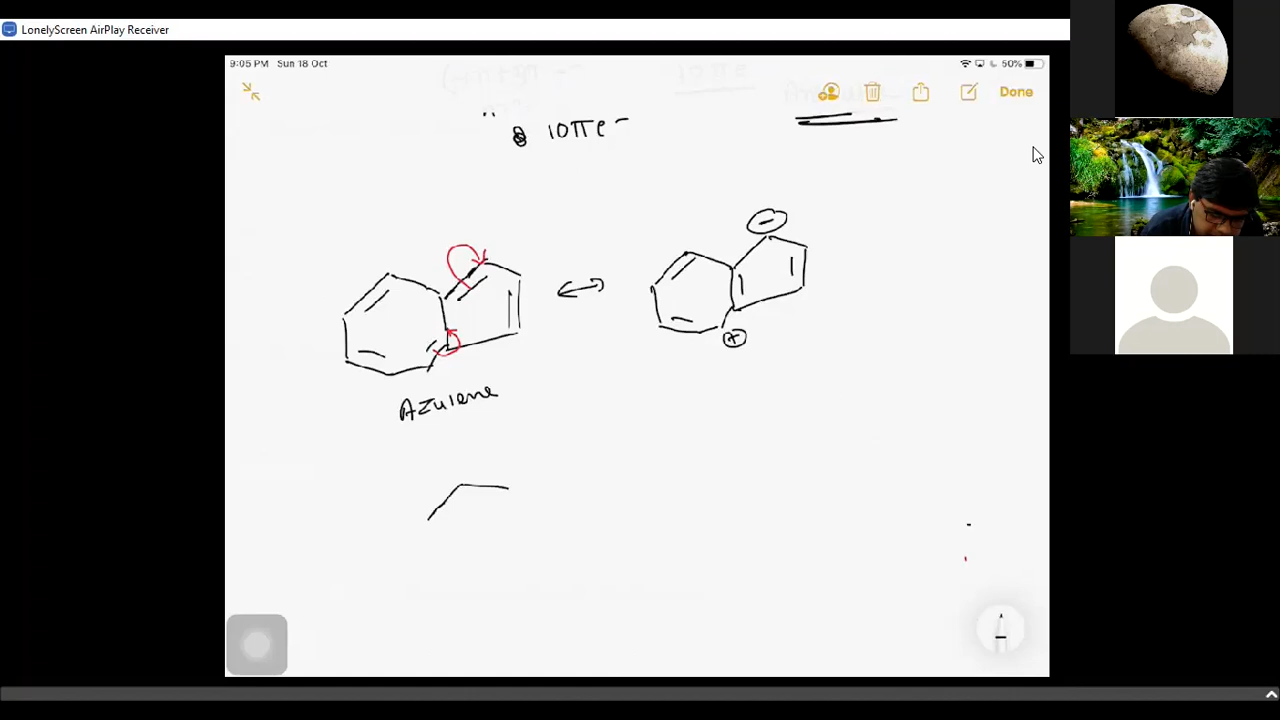 LonelyScreen AirPlay Receiver
9:05 PM Sun 18 Oct
50%
Done
10πe−
−
+
Azulene